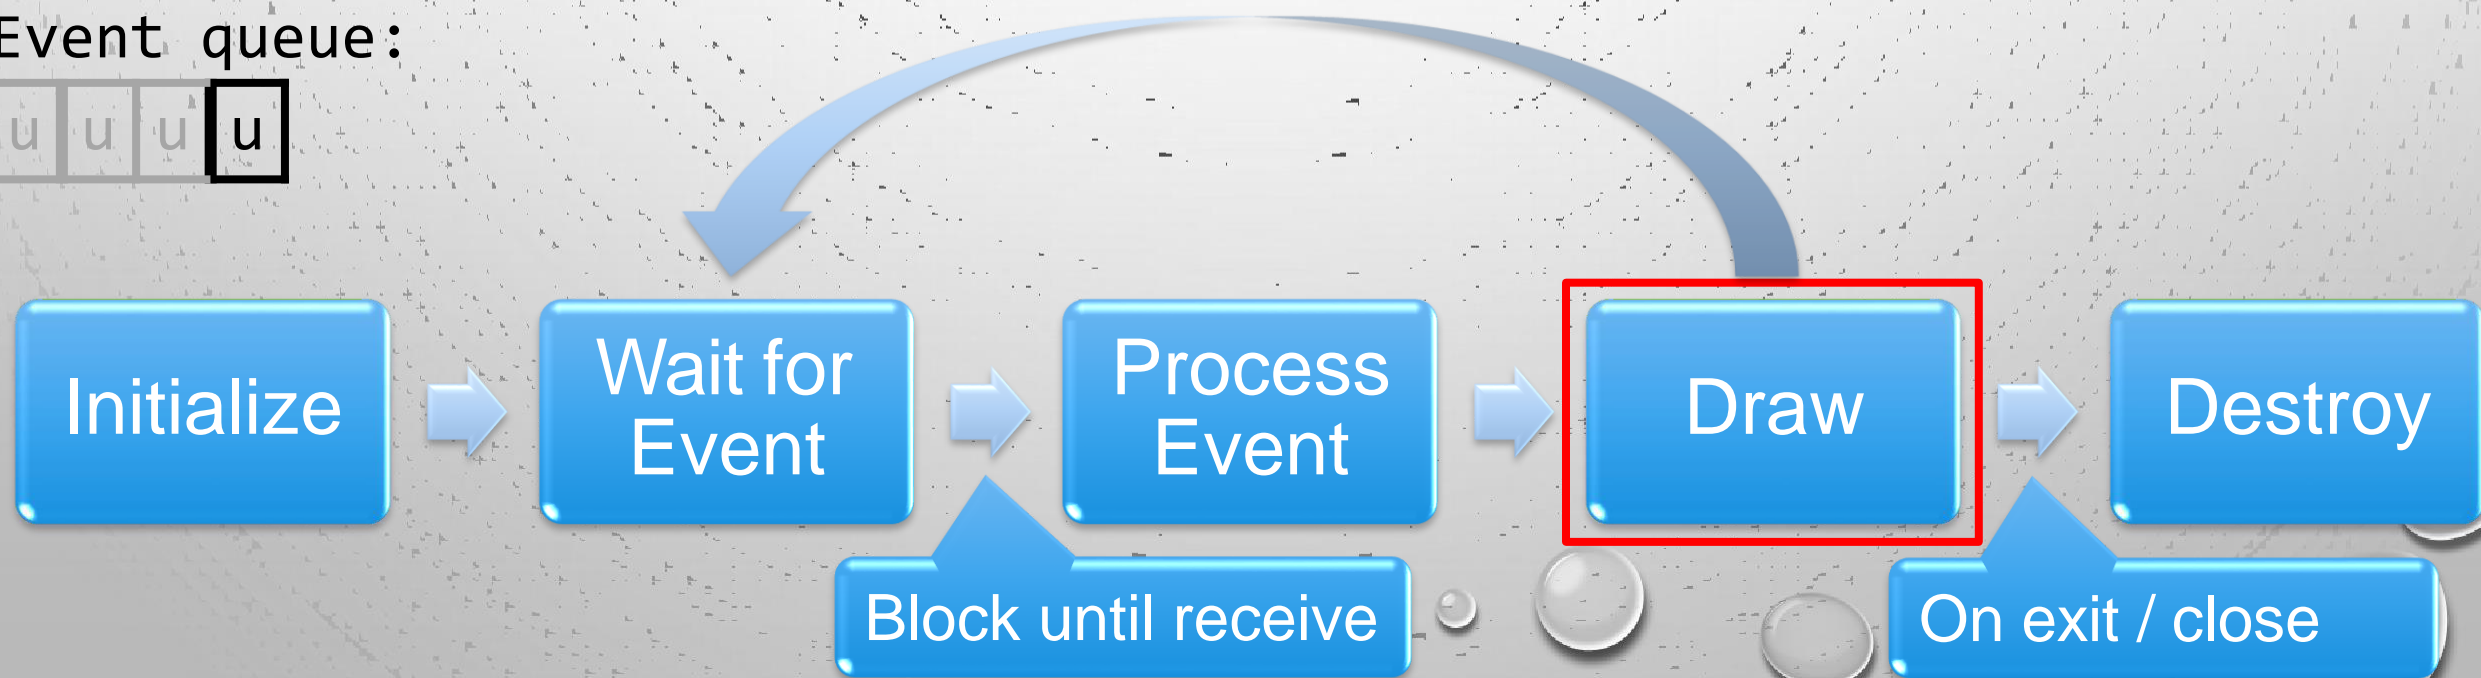 Event queue:
u u u u
Initialize
Wait for
Event
Process
Event
Draw
Destroy
Block until receive
On exit / close